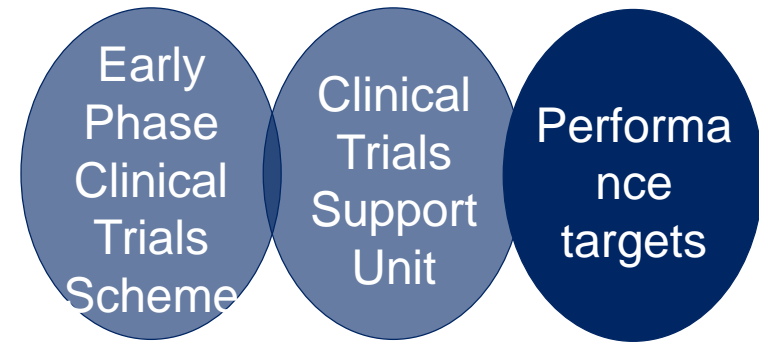 Early
Phase
Clinical
Trials
Scheme
Clinical
Trials
Support
Unit
Performa
nce
targets